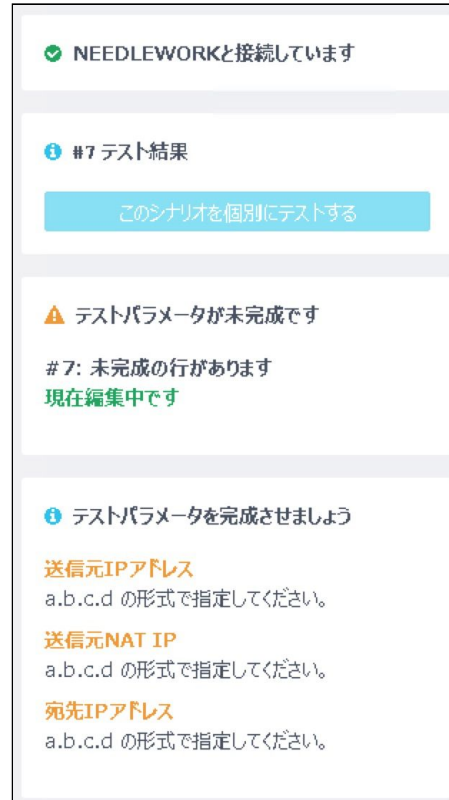 NEEDLEWORKと接続しています
#7 テスト結果
このシナリオを個別にテストする
テストパラメータが未完成です
#7: 未完成の行があります
現在編集中です
テストパラメータを完成させましょう
送信元IPアドレス
a.b.c.d の形式で指定してください。
送信元NAT IP
a.b.c.d の形式で指定してください。
宛先IPアドレス
a.b.c.d の形式で指定してください。